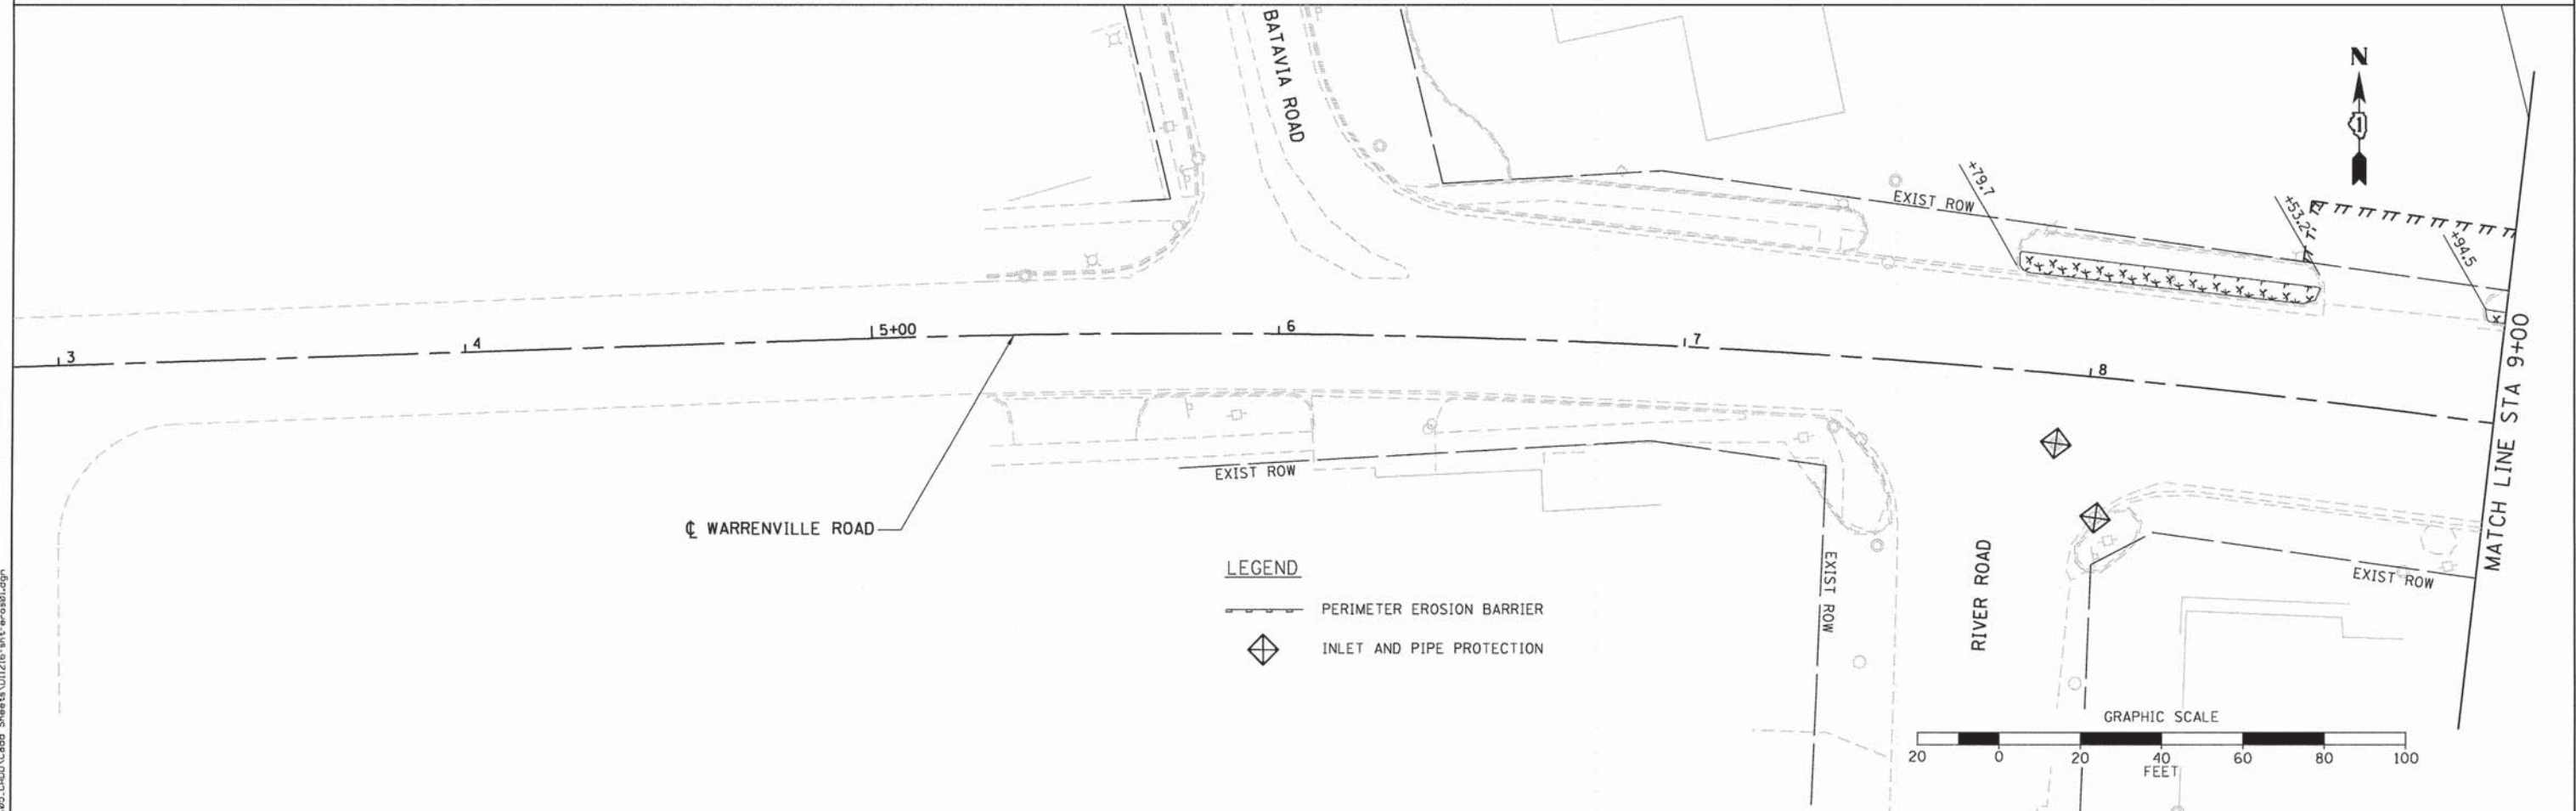 BATAVIA ROAD
N
1
+79.7
EXIST ROW
+53.2
+94.5
3
4
5+00
6
7
8
MATCH LINE STA 9+00
EXIST ROW
℄ WARRENVILLE ROAD
EXIST ROW
RIVER ROAD
EXIST ROW
LEGEND
PERIMETER EROSION BARRIER
INLET AND PIPE PROTECTION
GRAPHIC SCALE
20 0 20 40 60 80 100
FEET